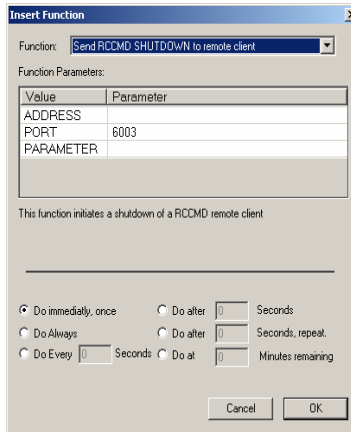 Insert Function
Function: Send RCCMD SHUTDOWN to remote client
Function Parameters:
Value Parameter
ADDRESS
PORT 6003
PARAMETER
This function initiates a shutdown of a RCCMD remote client
Do immediatly, once Do after 0 Seconds
Do Always Do after 0 Seconds, repeat.
Do Every 0 Seconds Do at 0 Minutes remaining
Cancel OK